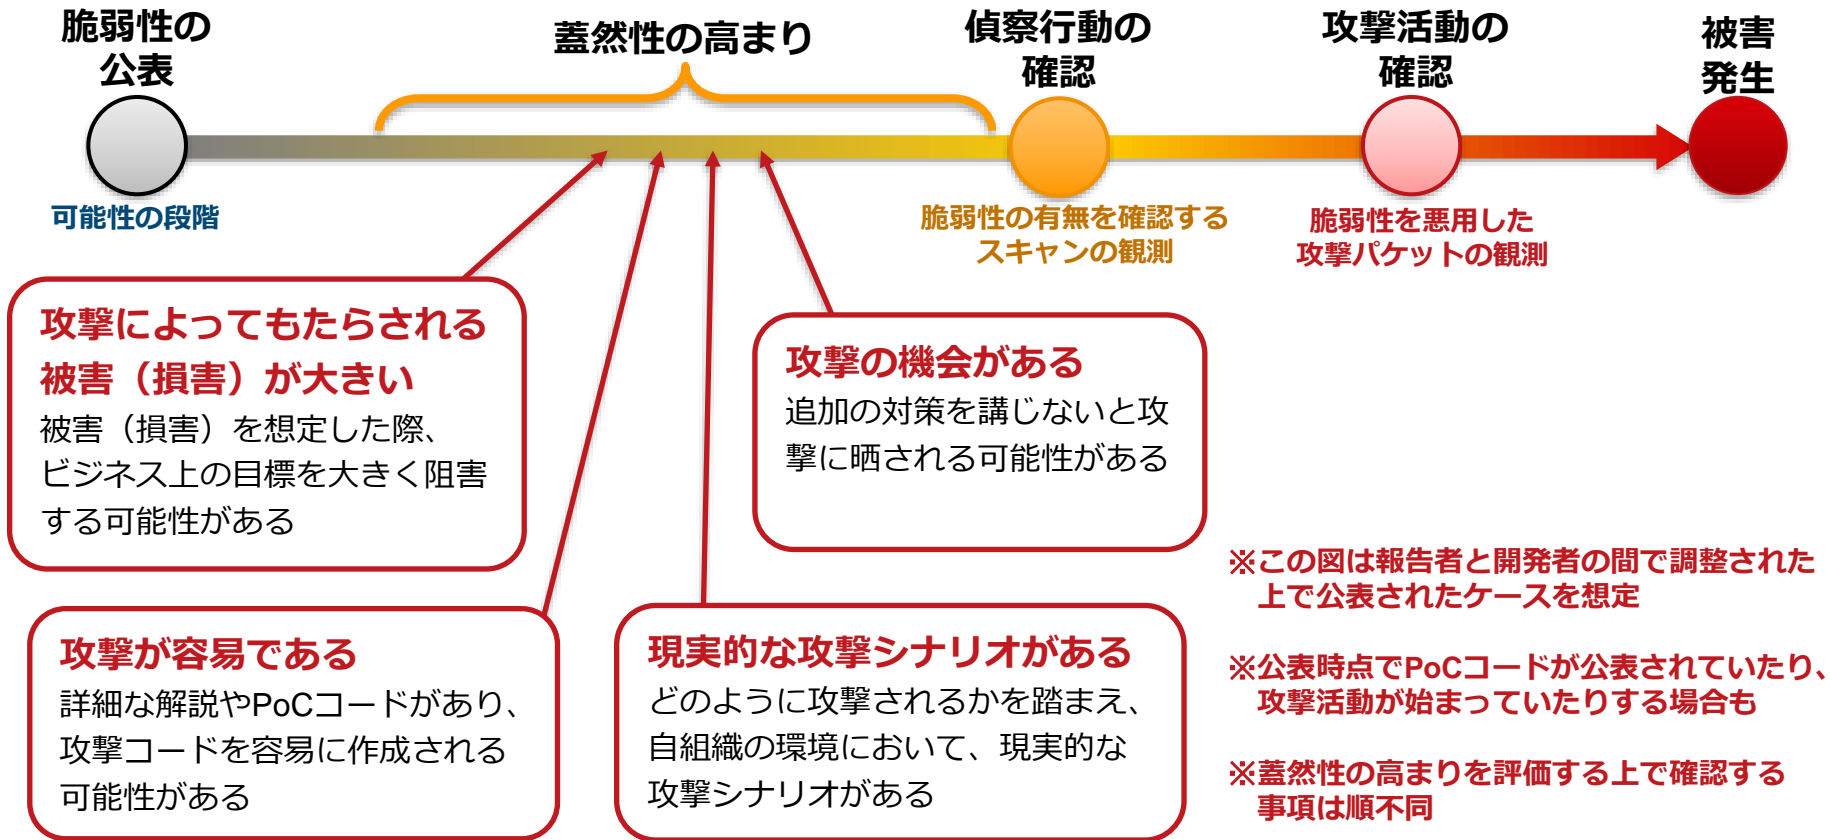 脆弱性の
公表
蓋然性の高まり
偵察行動の
確認
攻撃活動の
確認
被害
発生
可能性の段階
脆弱性の有無を確認する
スキャンの観測
脆弱性を悪用した
攻撃パケットの観測
攻撃によってもたらされる
被害（損害）が大きい
被害（損害）を想定した際、
ビジネス上の目標を大きく阻害
する可能性がある
攻撃の機会がある
追加の対策を講じないと攻
撃に晒される可能性がある
攻撃が容易である
詳細な解説やPoCコードがあり、
攻撃コードを容易に作成される
可能性がある
現実的な攻撃シナリオがある
どのように攻撃されるかを踏まえ、
自組織の環境において、現実的な
攻撃シナリオがある
※この図は報告者と開発者の間で調整された
上で公表されたケースを想定
※公表時点でPoCコードが公表されていたり、
攻撃活動が始まっていたりする場合も
※蓋然性の高まりを評価する上で確認する
事項は順不同